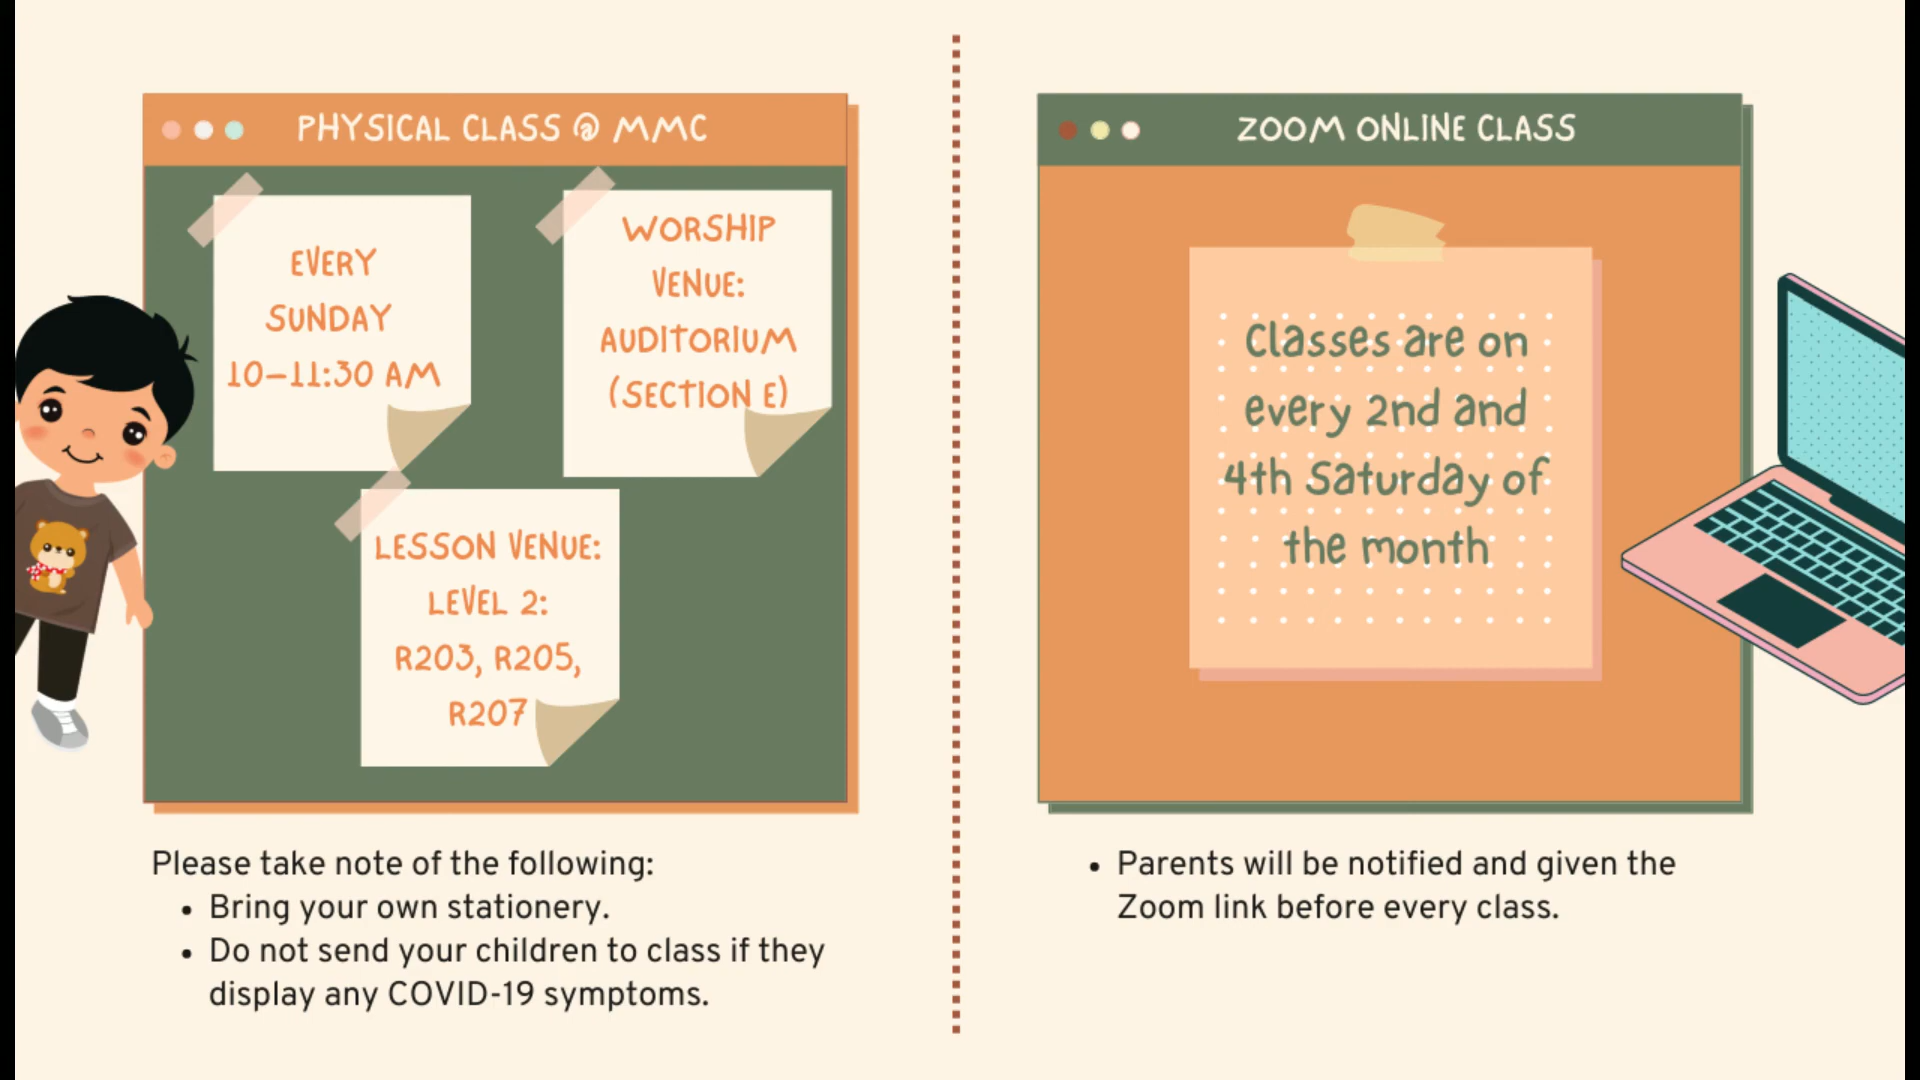 PHYSICAL CLASS @ MMC
EVERY
SUNDAY
10-11:30 AM
WORSHIP
VENUE:
AUDITORIUM
(SECTION E)
LESSON VENUE:
LEVEL 2:
R203, R205,
R207
Please take note of the following:
• Bring your own stationery.
• Do not send your children to class if they
display any COVID-19 symptoms.
ZOOM ONLINE CLASS
Classes are on
every 2nd and
4th Saturday of
the month
• Parents will be notified and given the
Zoom link before every class.